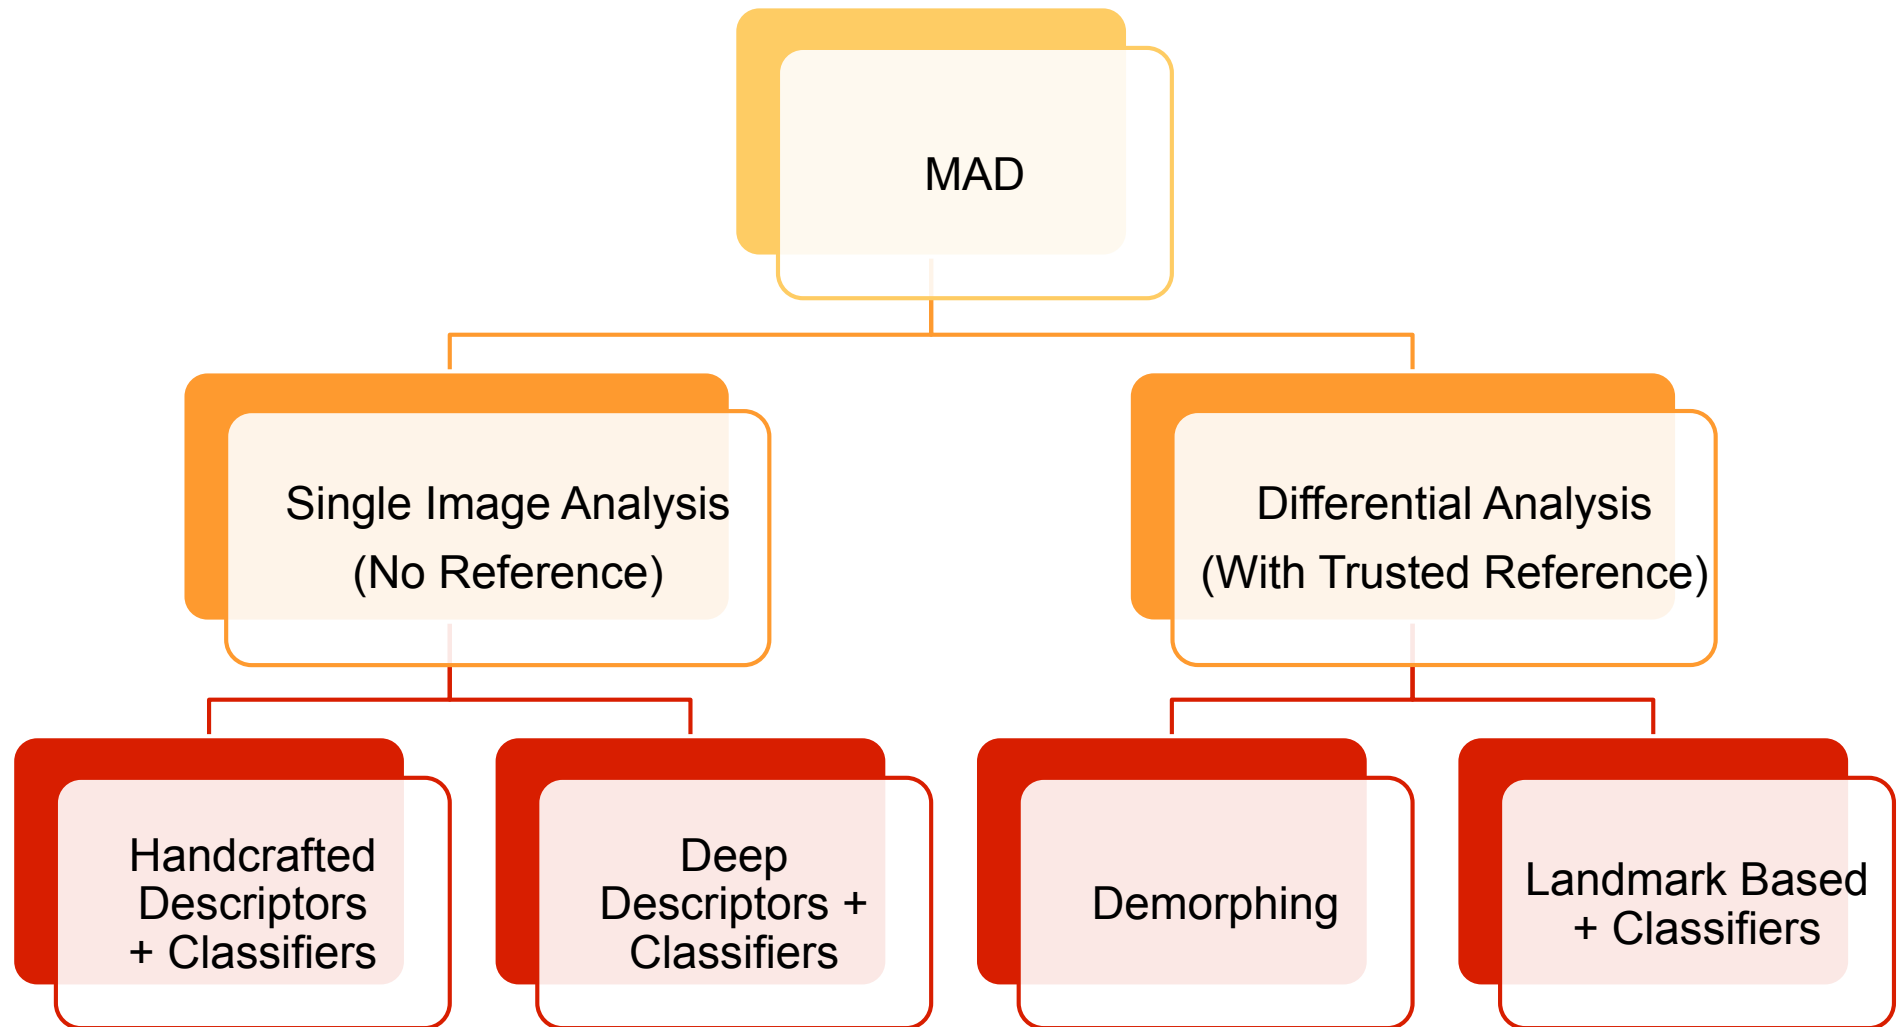 MAD
Single Image Analysis
(No Reference)
Differential Analysis
(With Trusted Reference)
Handcrafted
Descriptors
+ Classifiers
Deep
Descriptors +
Classifiers
Demorphing
Landmark Based
+ Classifiers